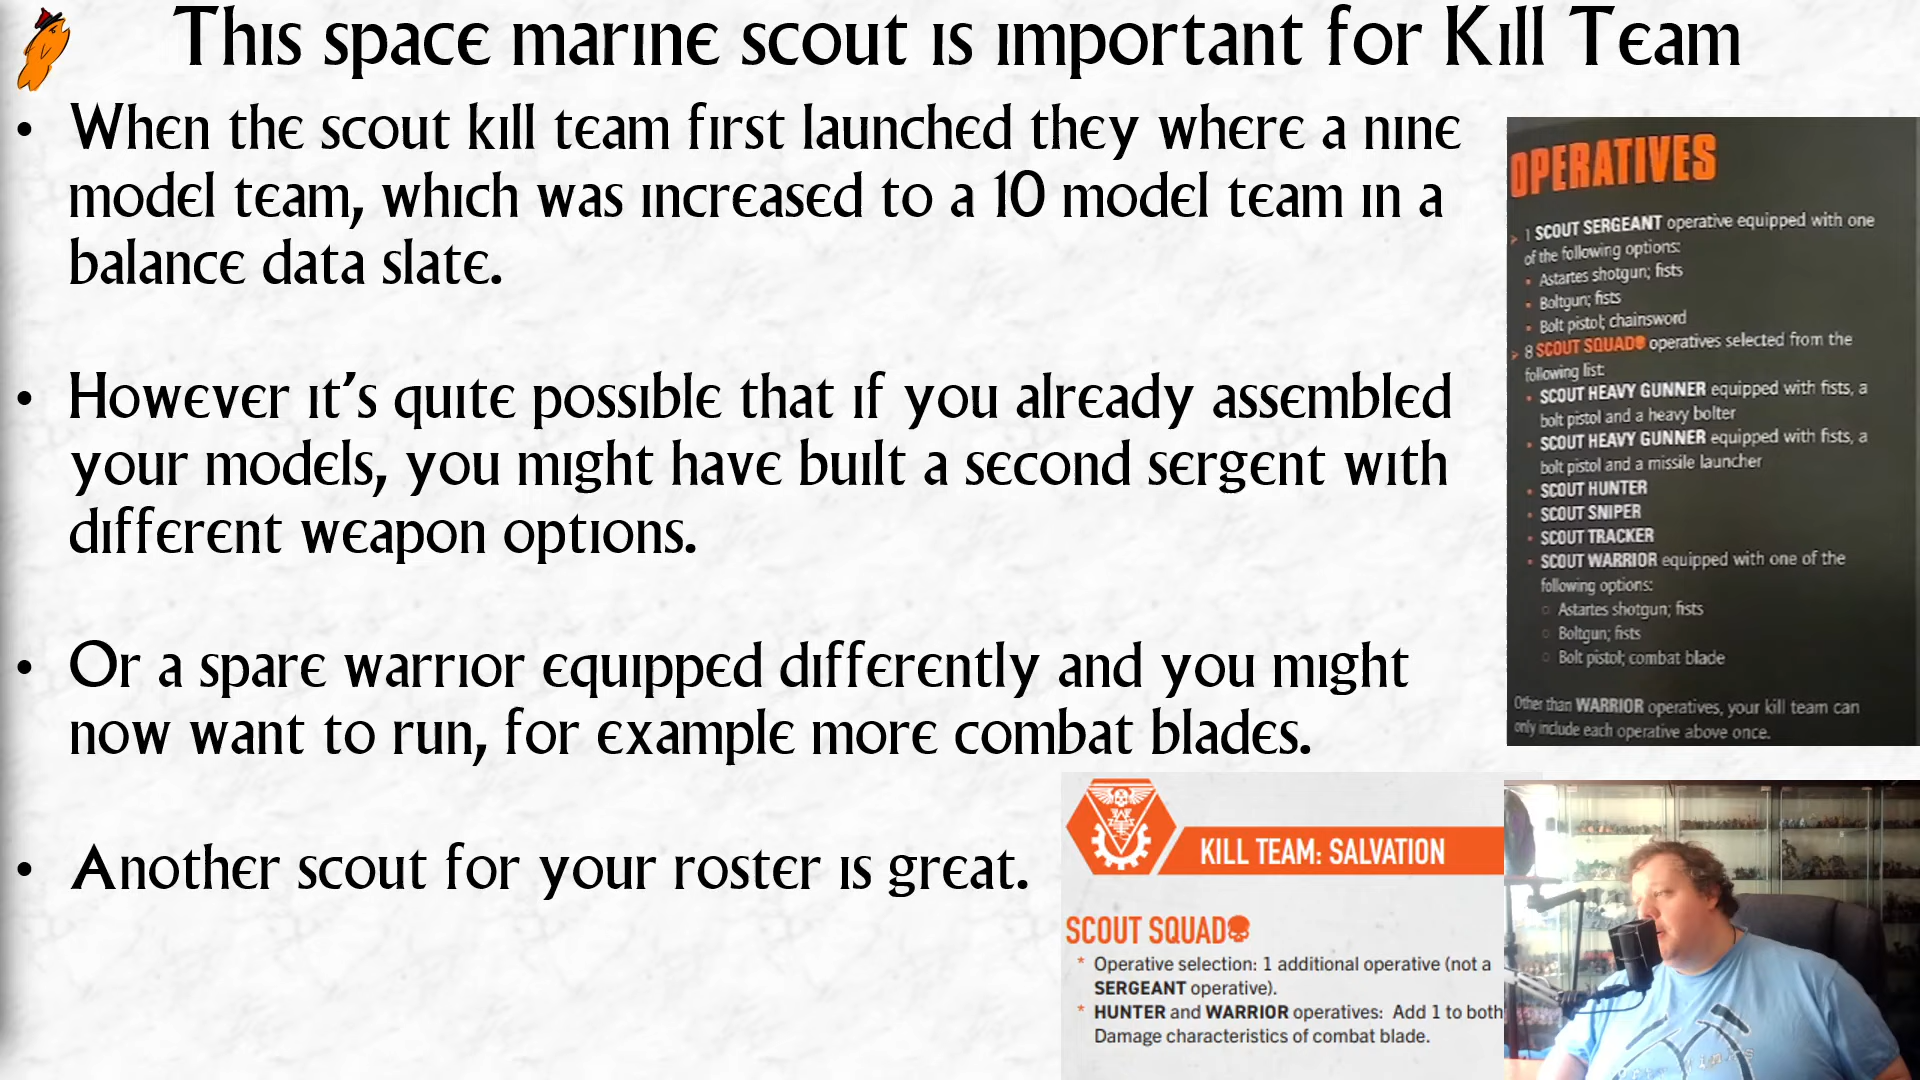 This space marine scout is important for Kill Team
• When the scout kill team first launched they where a nine
model team, which was increased to a 10 model team in a
balance data slate.
• However it’s quite possible that if you already assembled
your models, you might have built a second sergent with
different weapon options.
• Or a spare warrior equipped differently and you might
now want to run, for example more combat blades.
• Another scout for your roster is great.
OPERATIVES
1 SCOUT SERGEANT operative equipped with one
of the following options:
• Astartes shotgun; fists
• Boltgun; fists
• Bolt pistol; chainsword
8 SCOUT SQUAD operatives selected from the
following list:
• SCOUT HEAVY GUNNER equipped with fists, a
bolt pistol and a heavy bolter
• SCOUT HEAVY GUNNER equipped with fists, a
bolt pistol and a missile launcher
• SCOUT HUNTER
• SCOUT SNIPER
• SCOUT TRACKER
• SCOUT WARRIOR equipped with one of the
following options:
○ Astartes shotgun; fists
○ Boltgun; fists
○ Bolt pistol; combat blade
Other than WARRIOR operatives, your kill team can
only include each operative above once.
KILL TEAM: SALVATION
SCOUT SQUAD
* Operative selection: 1 additional operative (not a
SERGEANT operative).
* HUNTER and WARRIOR operatives: Add 1 to both
Damage characteristics of combat blade.